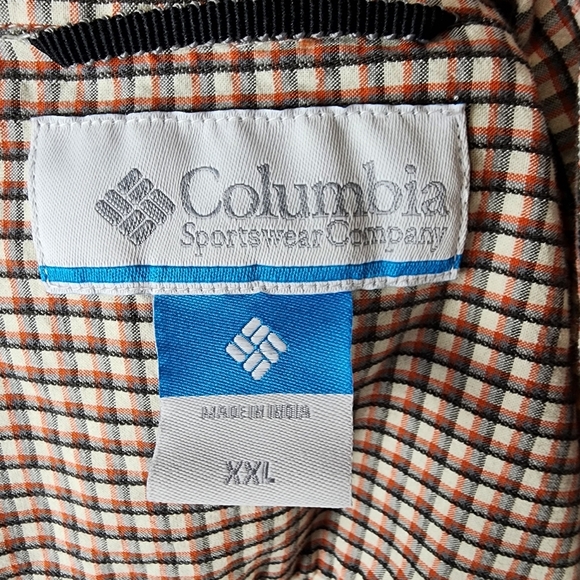 Columbia
Sportswear Company
MADE IN INDIA
XXL